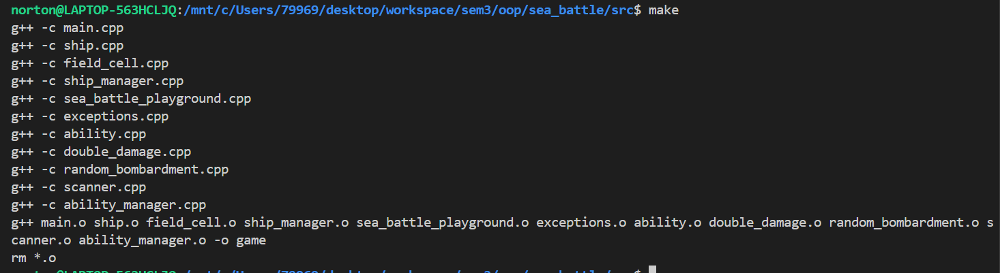 norton@LAPTOP-563HCLJQ:/mnt/c/Users/79969/desktop/workspace/sem3/oop/sea_battle/src$ make
g++ -c main.cpp
g++ -c ship.cpp
g++ -c field_cell.cpp
g++ -c ship_manager.cpp
g++ -c sea_battle_playground.cpp
g++ -c exceptions.cpp
g++ -c ability.cpp
g++ -c double_damage.cpp
g++ -c random_bombardment.cpp
g++ -c scanner.cpp
g++ -c ability_manager.cpp
g++ main.o ship.o field_cell.o ship_manager.o sea_battle_playground.o exceptions.o ability.o double_damage.o random_bombardment.o s
canner.o ability_manager.o -o game
rm *.o